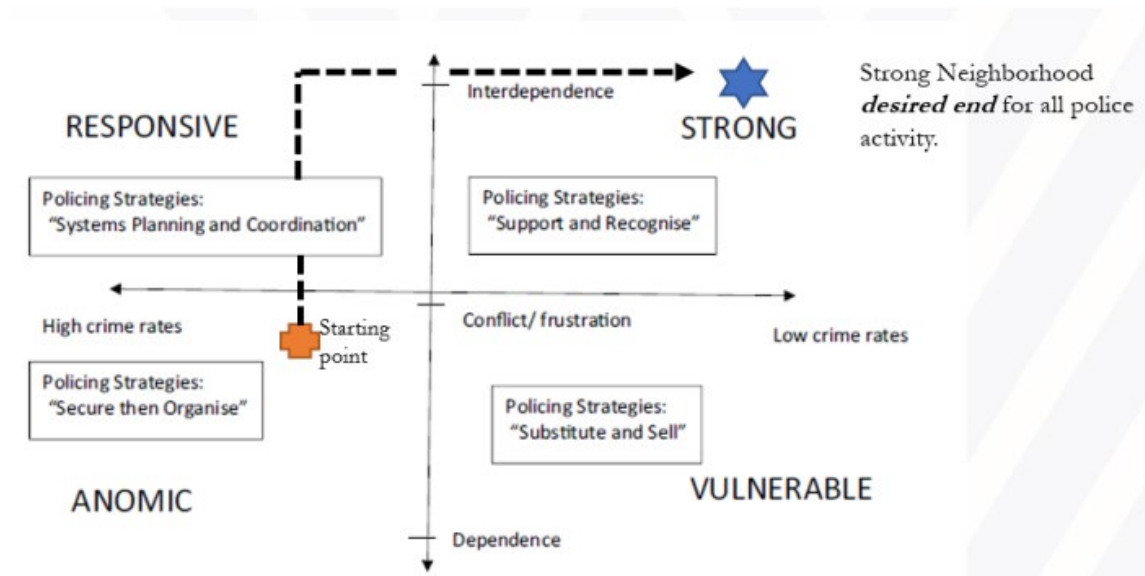 Interdependence
Strong Neighborhood
desired end for all police
activity.
RESPONSIVE
STRONG
Policing Strategies:
“Systems Planning and Coordination”
Policing Strategies:
“Support and Recognise”
High crime rates
Starting
point
Conflict/ frustration
Low crime rates
Policing Strategies:
“Secure then Organise”
Policing Strategies:
“Substitute and Sell”
ANOMIC
VULNERABLE
Dependence